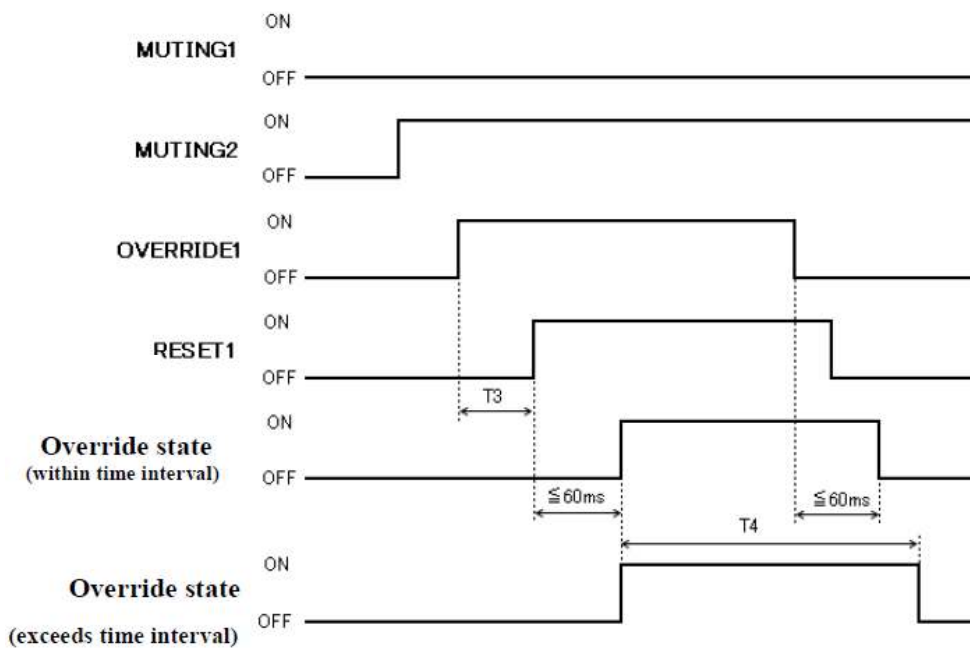 ON
MUTING1
OFF
ON
MUTING2
OFF
ON
OVERRIDE1
OFF
ON
RESET1
OFF
T3
ON
Override state
(within time interval)
OFF
≦60ms
≦60ms
T4
ON
Override state
OFF
(exceeds time interval)